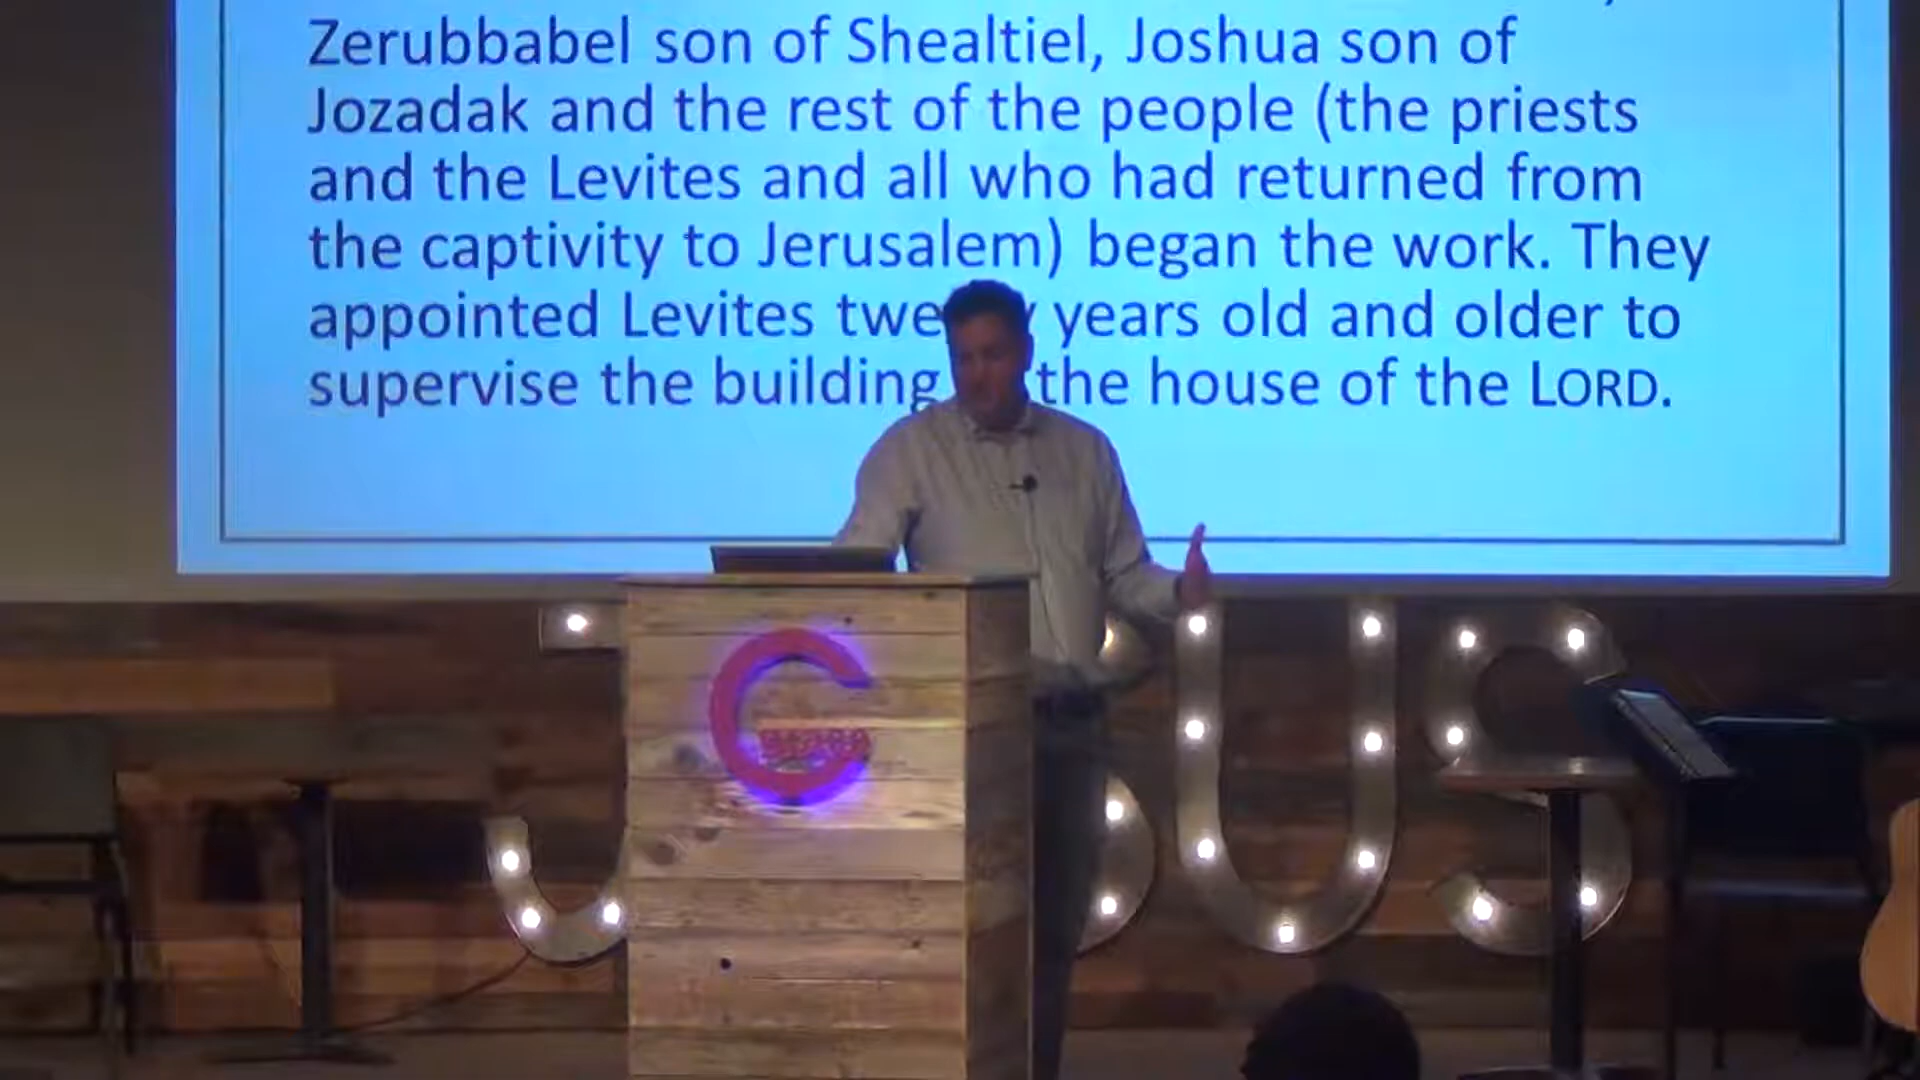 Zerubbabel son of Shealtiel, Joshua son of
Jozadak and the rest of the people (the priests
and the Levites and all who had returned from
the captivity to Jerusalem) began the work. They
appointed Levites years old and older to
supervise the building the house of the LORD.
G
J SUS